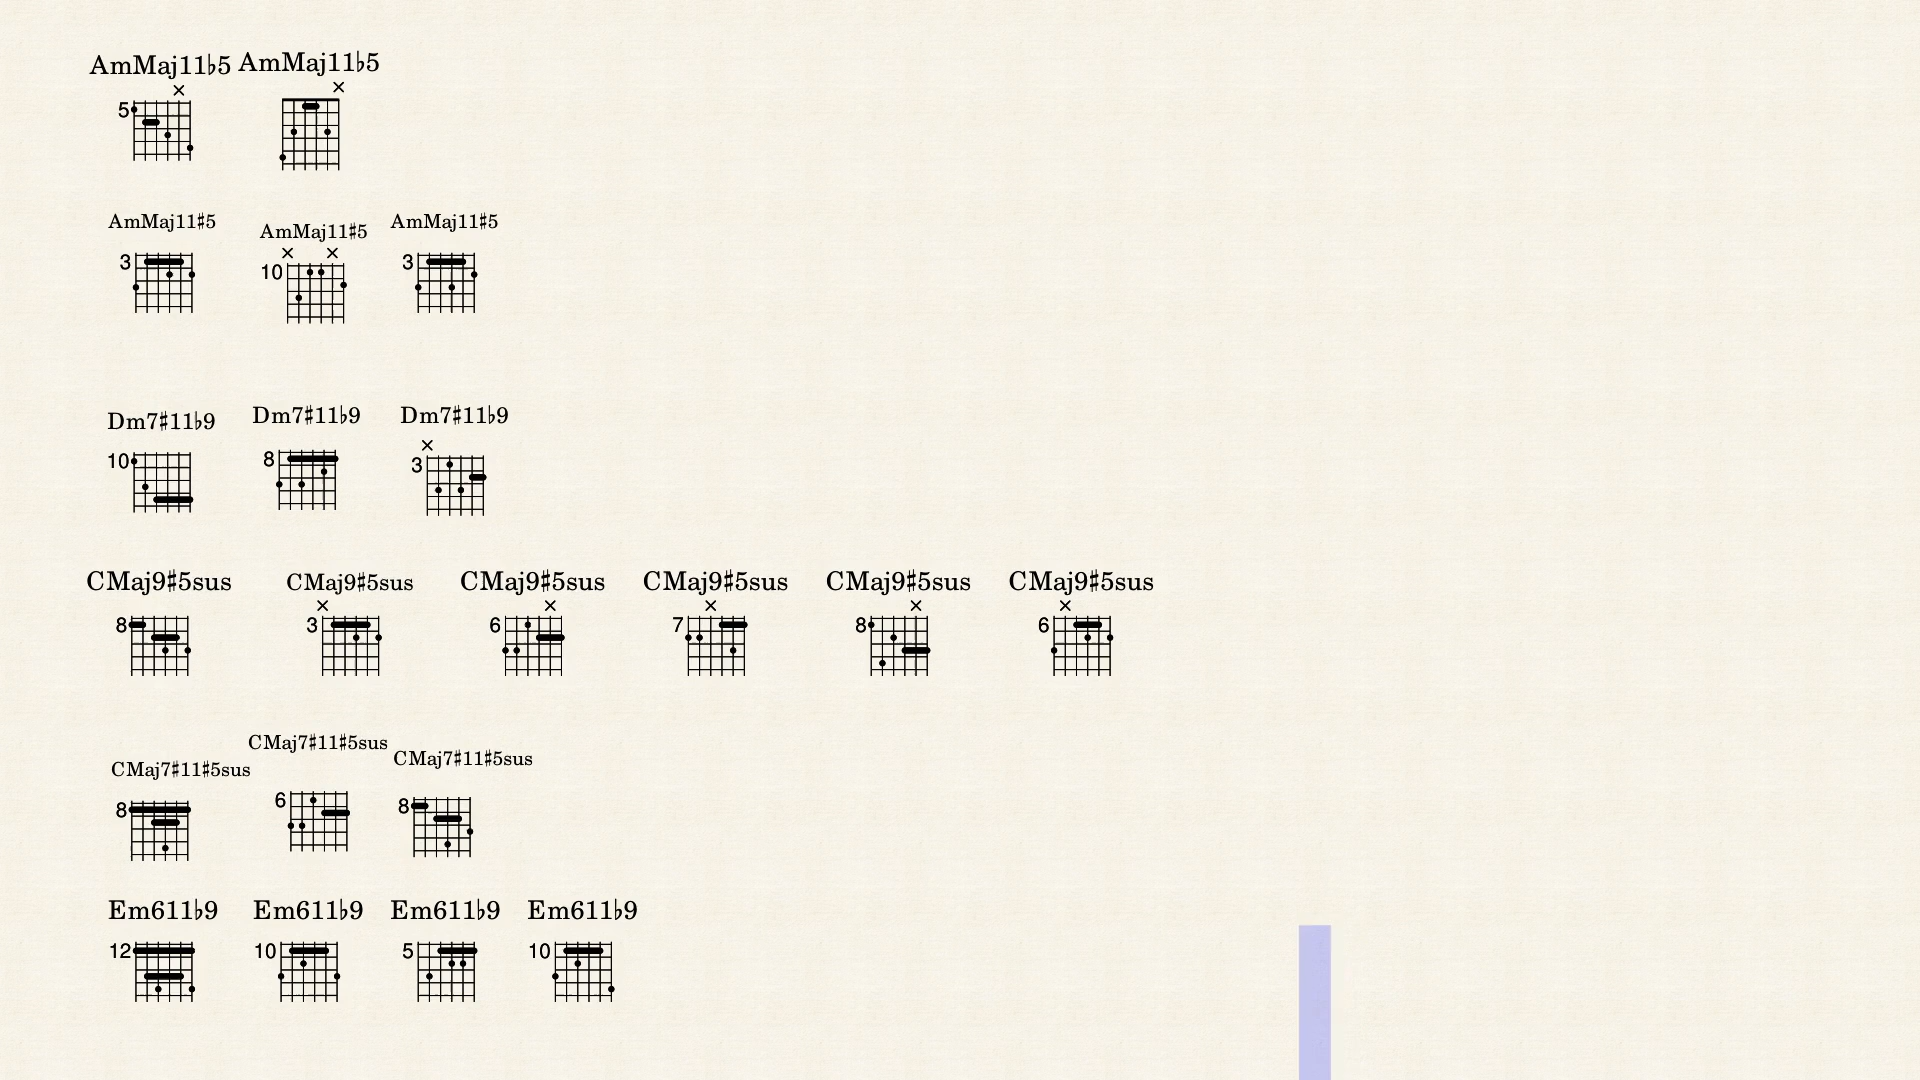 AmMaj11♭5 AmMaj11♭5
× ×
5
AmMaj11♯5 AmMaj11♯5 AmMaj11♯5
× ×
3 10 3
Dm7♯11♭9 Dm7♯11♭9 Dm7♯11♭9
×
10 8 3
CMaj9♯5sus CMaj9♯5sus CMaj9♯5sus CMaj9♯5sus CMaj9♯5sus CMaj9♯5sus
× × × × ×
8 3 6 7 8 6
CMaj7♯11♯5sus CMaj7♯11♯5sus CMaj7♯11♯5sus
8 6 8
Em611♭9 Em611♭9 Em611♭9 Em611♭9
12 10 5 10